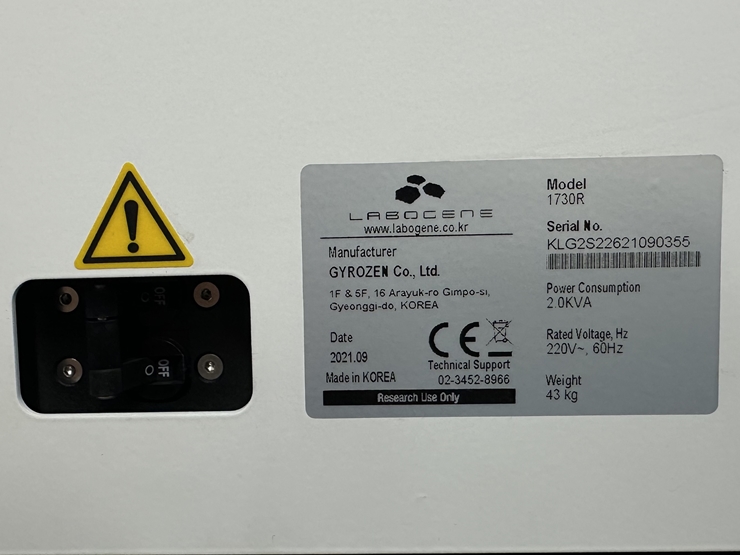 LABOGENE
www.labogene.co.kr
Manufacturer
GYROZEN Co., Ltd.
1F & 5F, 16 Arayuk-ro Gimpo-si,
Gyeonggi-do, KOREA
Date
2021.09
Made in KOREA
CE
Technical Support
02-3452-8966
Research Use Only
Model
1730R
Serial No.
KLG2S22621090355
Power Consumption
2.0KVA
Rated Voltage, Hz
220V~, 60Hz
Weight
43 kg
!
OFF
OFF